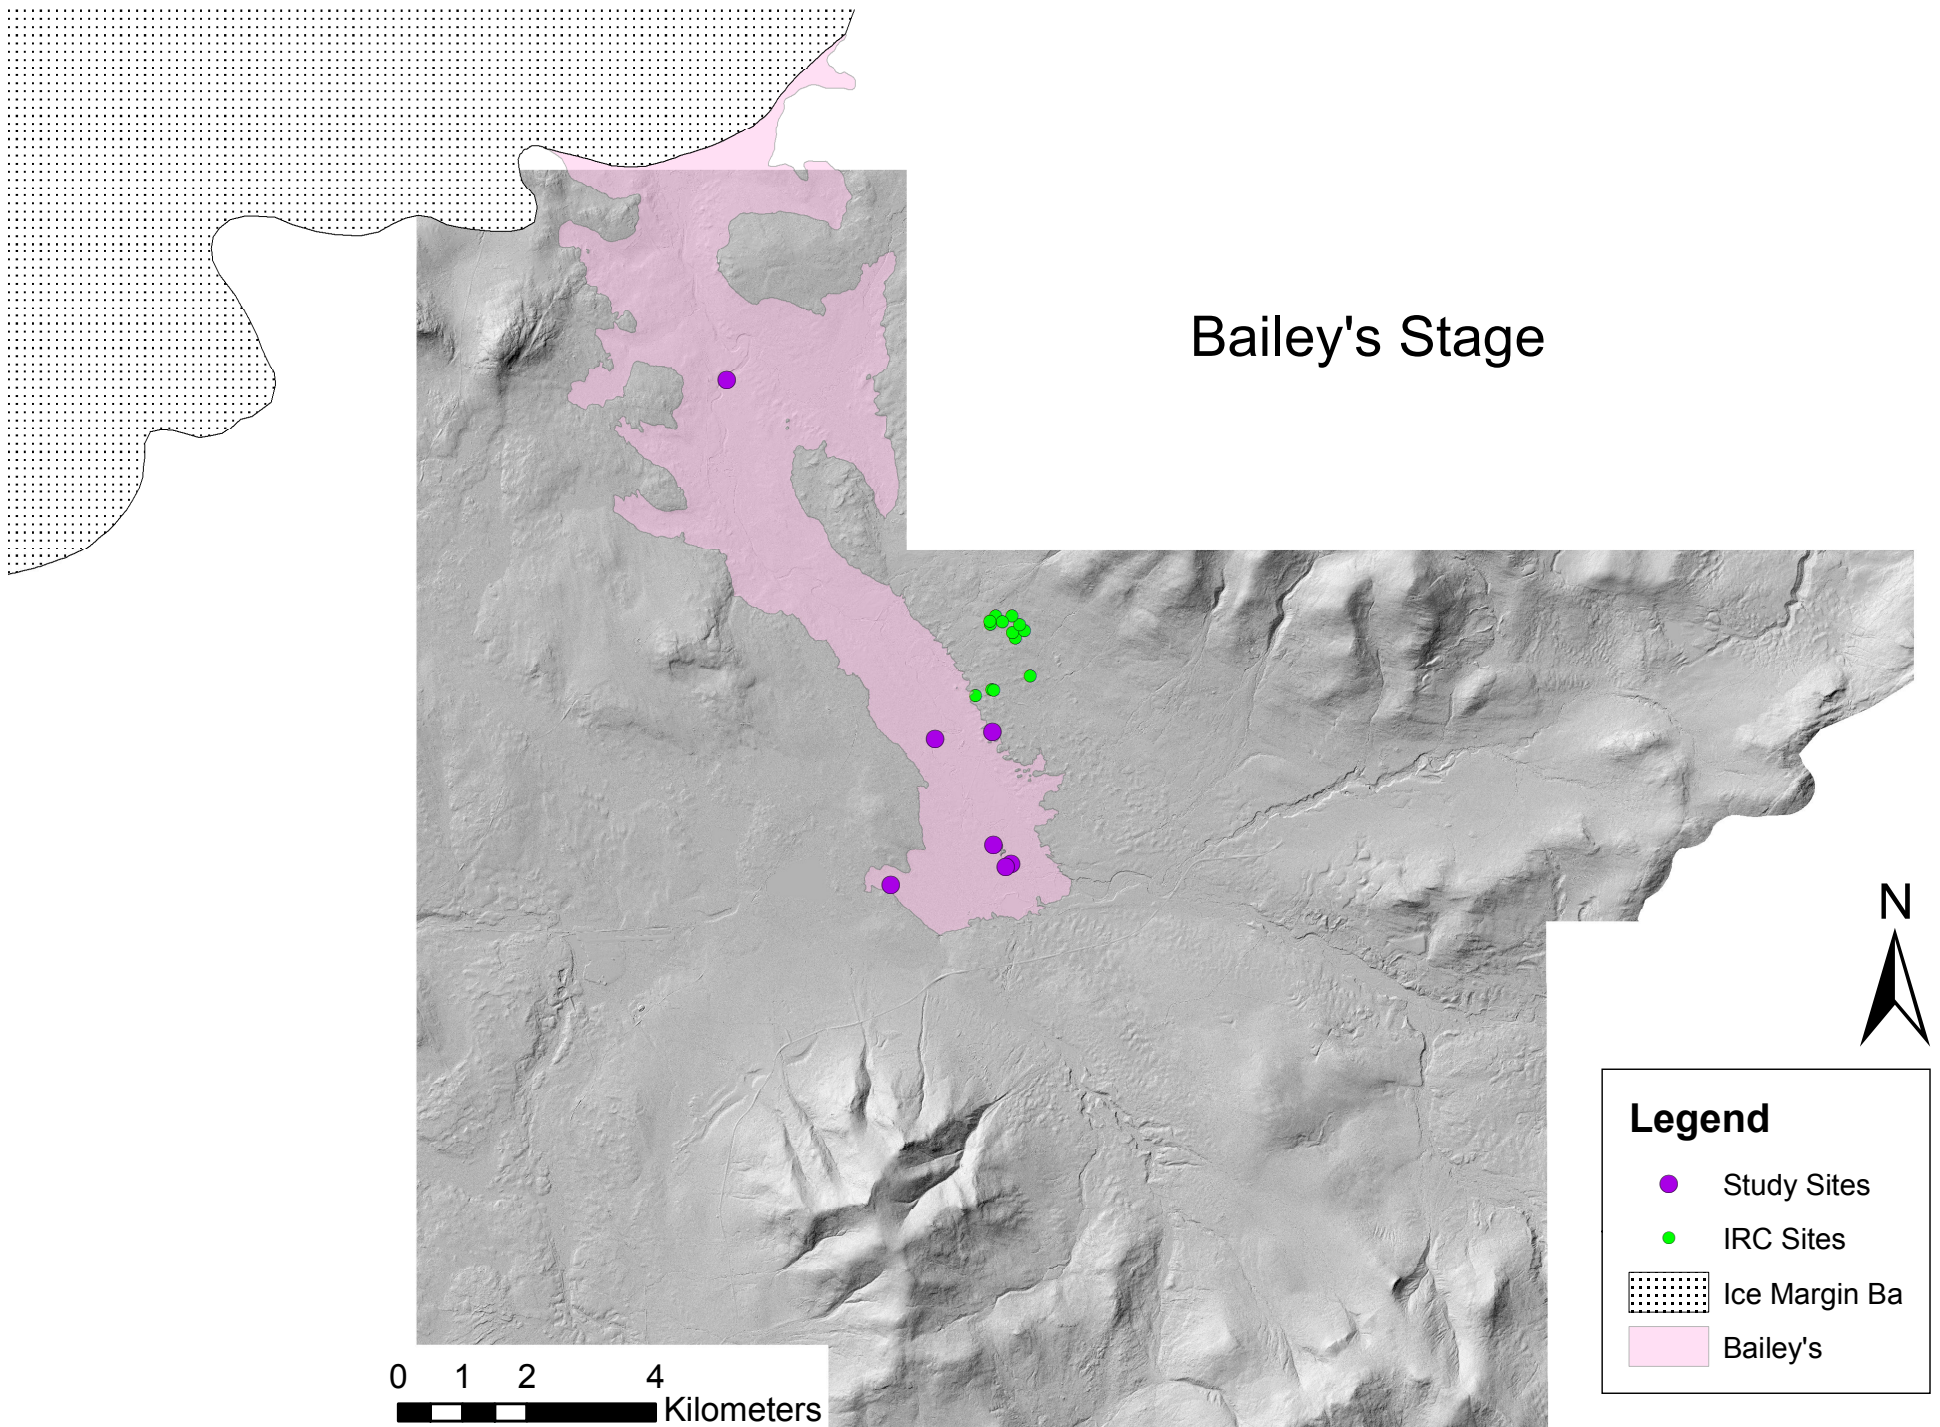 Bailey's Stage
N
Legend
Study Sites
IRC Sites
Ice Margin Ba
Bailey's
0 1 2 4
Kilometers